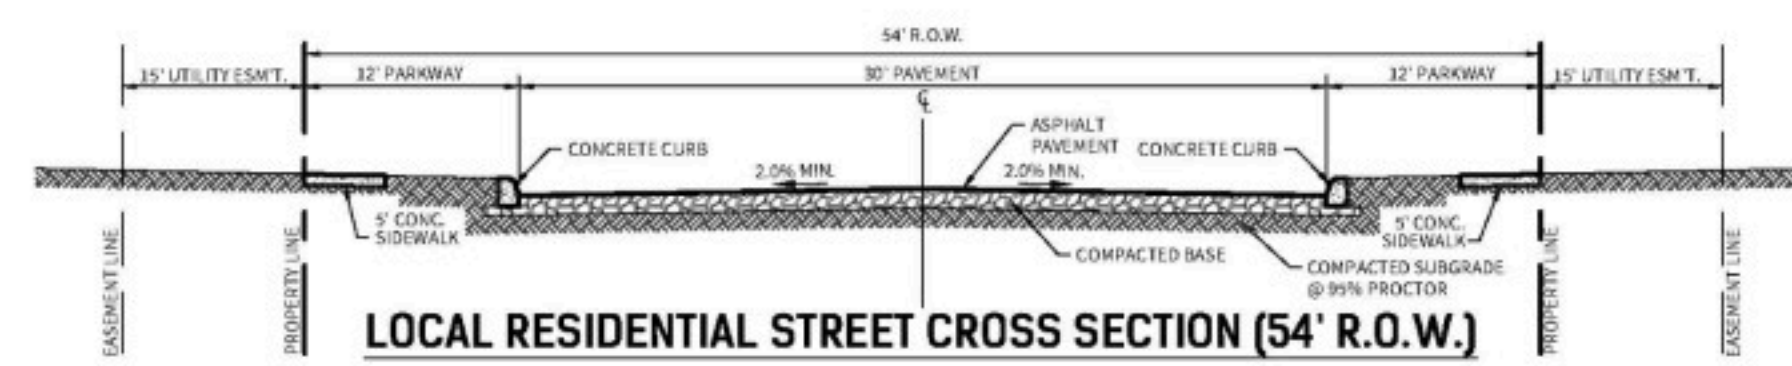 54' R.O.W.
15' UTILITY ESM'T.
12' PARKWAY
30' PAVEMENT
12' PARKWAY
15' UTILITY ESM'T.
℄
ASPHALT
PAVEMENT
CONCRETE CURB
CONCRETE CURB
2.0% MIN.
2.0% MIN.
5' CONC.
SIDEWALK
5' CONC.
SIDEWALK
COMPACTED BASE
COMPACTED SUBGRADE
@ 95% PROCTOR
EASEMENT LINE
PROPERTY LINE
PROPERTY LINE
EASEMENT LINE
LOCAL RESIDENTIAL STREET CROSS SECTION (54' R.O.W.)